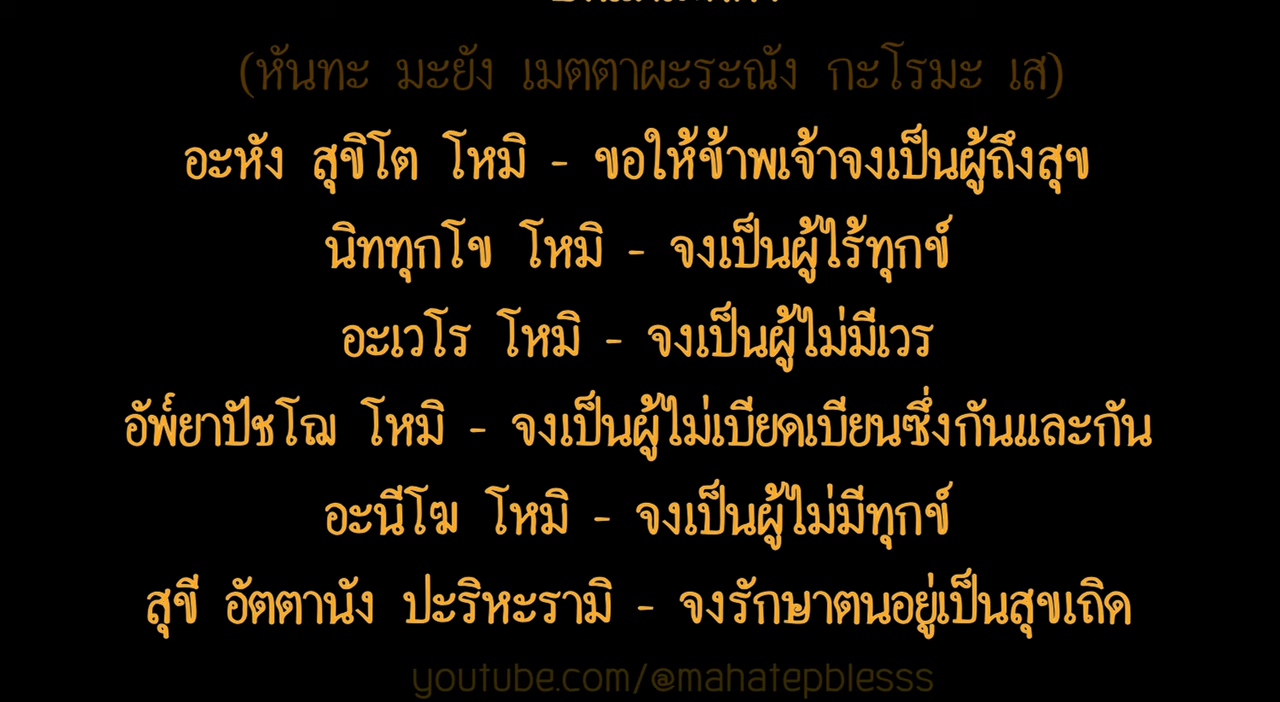 (หันทะ มะยัง เมตตาผะระณัง กะโรมะ เส)
อะหัง สุขิโต โหมิ - ขอให้ข้าพเจ้าจงเป็นผู้ถึงสุข
นิททุกโข โหมิ - จงเป็นผู้ไร้ทุกข์
อะเวโร โหมิ - จงเป็นผู้ไม่มีเวร
อัพ์ยาปัชโฌ โหมิ - จงเป็นผู้ไม่เบียดเบียนซึ่งกันและกัน
อะนีโฆ โหมิ - จงเป็นผู้ไม่มีทุกข์
สุขี อัตตานัง ปะริหะรามิ - จงรักษาตนอยู่เป็นสุขเถิด
youtube.com/@mahatepblesss